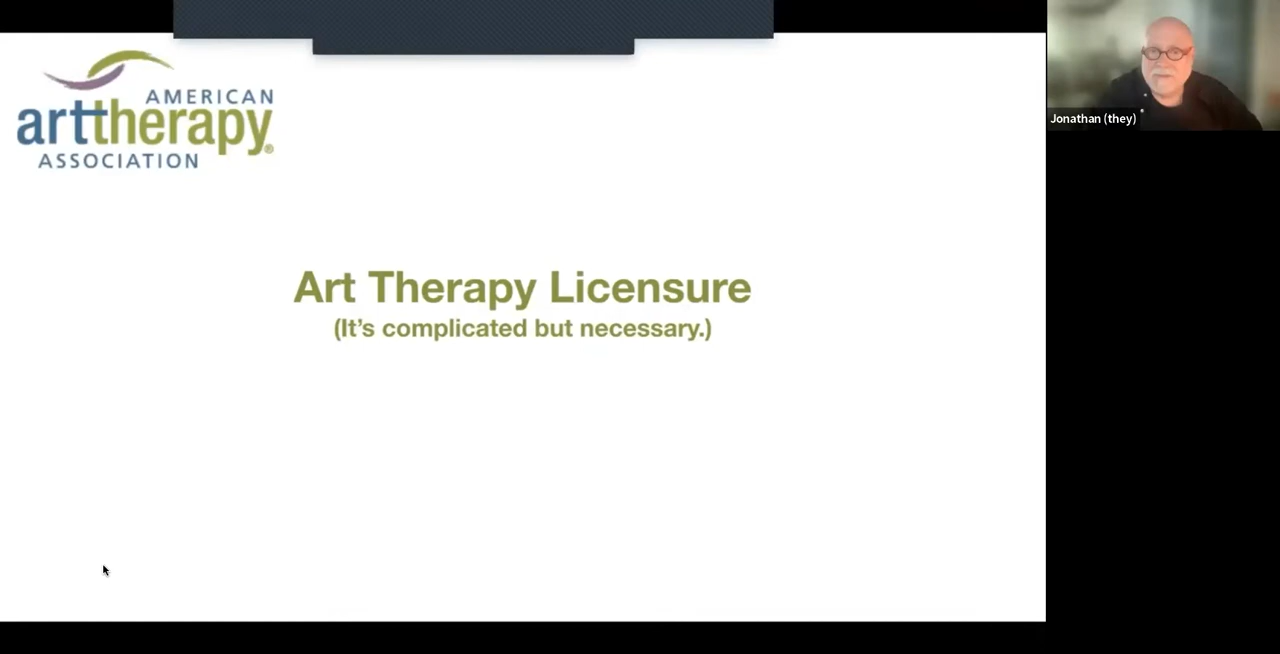 AMERICAN
arttherapy®
ASSOCIATION
Art Therapy Licensure
(It's complicated but necessary.)
Jonathan (they)